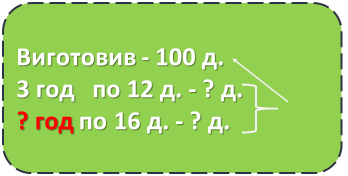 Виготовив - 100 д.
3 год по 12 д. - ? д.
? год по 16 д. - ? д.